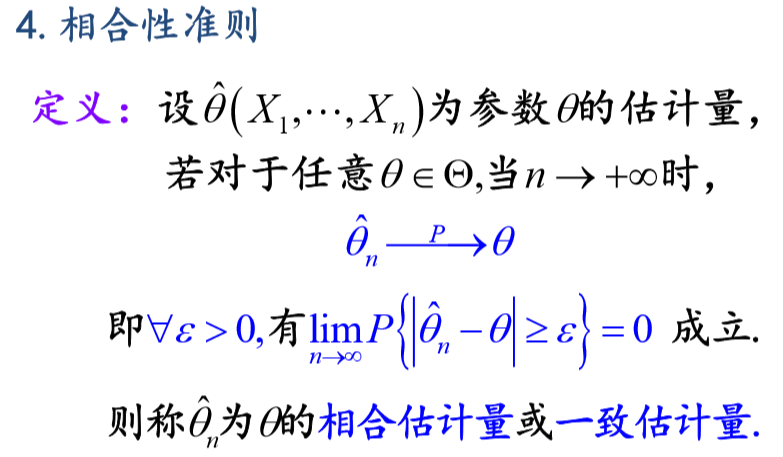 4. 相合性准则
定义：设θ̂(X₁,⋯,Xₙ)为参数θ的估计量，
若对于任意θ∈Θ,当n→+∞时，
θ̂ₙ —P→ θ
即∀ε>0,有lim n→∞ P{|θ̂ₙ−θ|≥ε}=0 成立.
则称θ̂ₙ为θ的相合估计量或一致估计量.